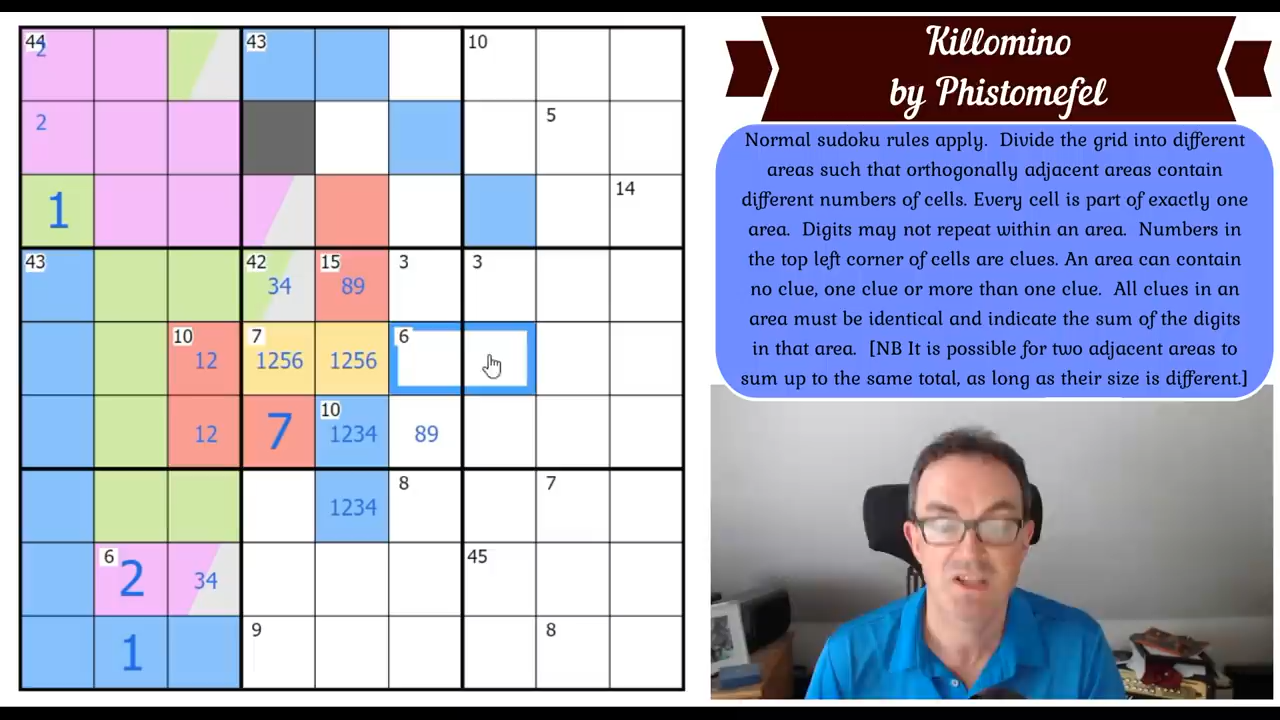 Killomino
by Phistomefel
Normal sudoku rules apply. Divide the grid into different
areas such that orthogonally adjacent areas contain
different numbers of cells. Every cell is part of exactly one
area. Digits may not repeat within an area. Numbers in
the top left corner of cells are clues. An area can contain
no clue, one clue or more than one clue. All clues in an
area must be identical and indicate the sum of the digits
in that area. [NB It is possible for two adjacent areas to
sum up to the same total, as long as their size is different.]
44 43 10
2
5
2
14
1
43 42 15 3 3
34 89
10 7 6
12 1256 1256
10
12 7 1234 89
8 7
1234
6 45
2 34
9 8
1